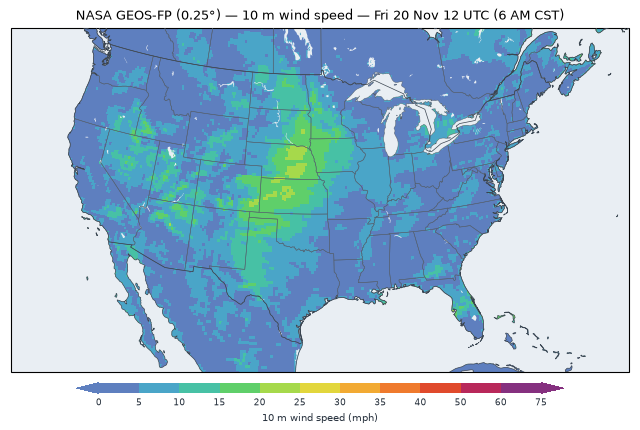 NASA GEOS-FP (0.25°) — 10 m wind speed — Fri 20 Nov 12 UTC (6 AM CST)
0 5 10 15 20 25 30 35 40 50 60 75
10 m wind speed (mph)